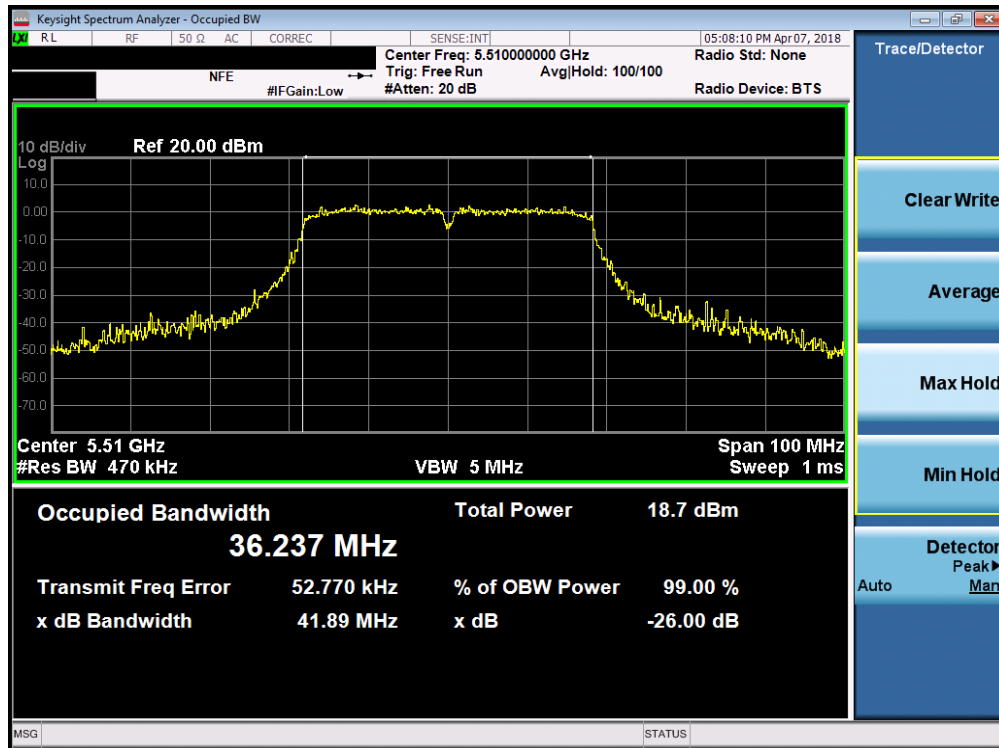 Keysight Spectrum Analyzer - Occupied BW
LXI RL RF 50 Ω AC CORREC SENSE:INT 05:08:10 PM Apr 07, 2018
Center Freq: 5.510000000 GHz Radio Std: None
NFE Trig: Free Run Avg|Hold: 100/100
#IFGain:Low #Atten: 20 dB Radio Device: BTS
10 dB/div Ref 20.00 dBm
Log
10.0
0.00
-10.0
-20.0
-30.0
-40.0
-50.0
-60.0
-70.0
Center 5.51 GHz Span 100 MHz
#Res BW 470 kHz VBW 5 MHz Sweep 1 ms
Occupied Bandwidth Total Power 18.7 dBm
36.237 MHz
Transmit Freq Error 52.770 kHz % of OBW Power 99.00 %
x dB Bandwidth 41.89 MHz x dB -26.00 dB
MSG STATUS
Trace/Detector
Clear Write
Average
Max Hold
Min Hold
Detector
Peak▶
Auto Man